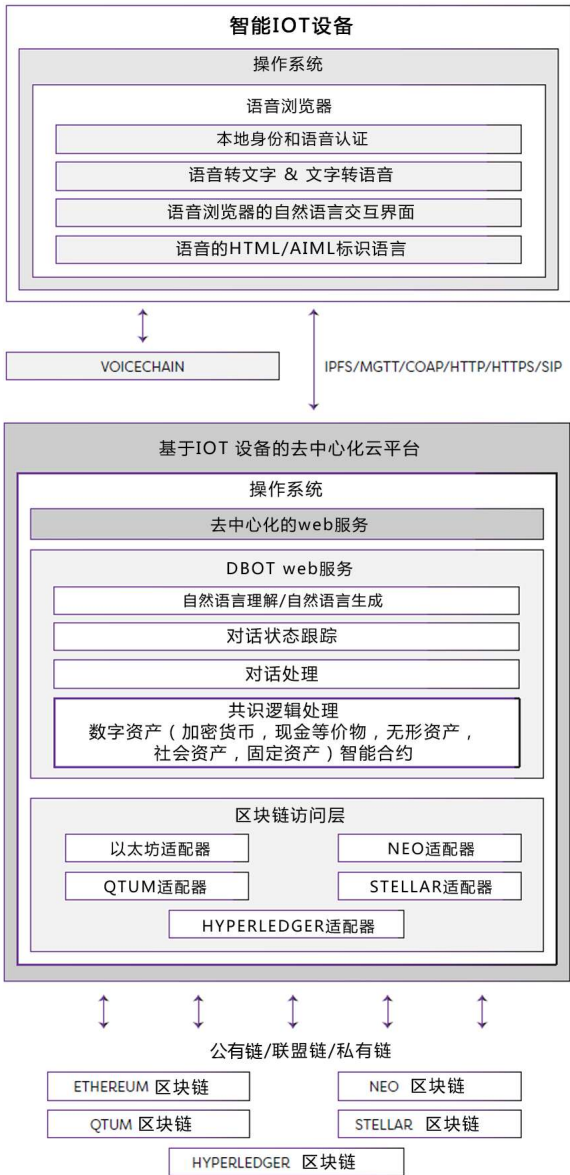 智能IOT设备
操作系统
语音浏览器
本地身份和语音认证
语音转文字 & 文字转语音
语音浏览器的自然语言交互界面
语音的HTML/AIML标识语言
VOICECHAIN
IPFS/MGTT/COAP/HTTP/HTTPS/SIP
基于IOT 设备的去中心化云平台
操作系统
去中心化的web服务
DBOT web服务
自然语言理解/自然语言生成
对话状态跟踪
对话处理
共识逻辑处理
数字资产（加密货币，现金等价物，无形资产，
社会资产，固定资产）智能合约
区块链访问层
以太坊适配器
NEO适配器
QTUM适配器
STELLAR适配器
HYPERLEDGER适配器
公有链/联盟链/私有链
ETHEREUM 区块链
NEO 区块链
QTUM 区块链
STELLAR 区块链
HYPERLEDGER 区块链